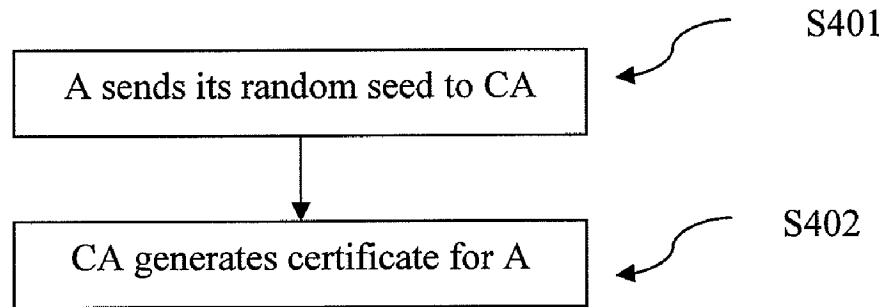 S401
A sends its random seed to CA
S402
CA generates certificate for A